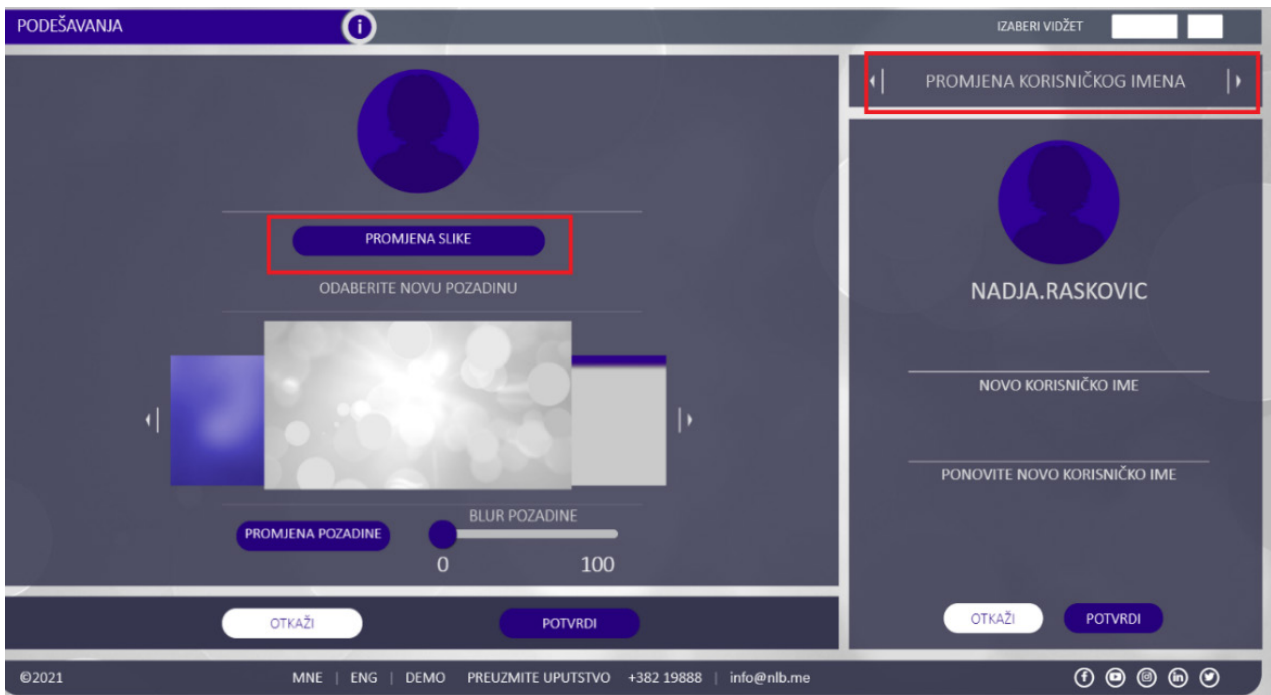 PODEŠAVANJA
i
IZABERI VIDŽET
PROMJENA SLIKE
ODABERITE NOVU POZADINU
PROMJENA POZADINE
BLUR POZADINE
0 100
OTKAŽI POTVRDI
PROMJENA KORISNIČKOG IMENA
NADJA.RASKOVIC
NOVO KORISNIČKO IME
PONOVITE NOVO KORISNIČKO IME
OTKAŽI POTVRDI
©2021 MNE | ENG | DEMO PREUZMITE UPUTSTVO +382 19888 | info@nlb.me